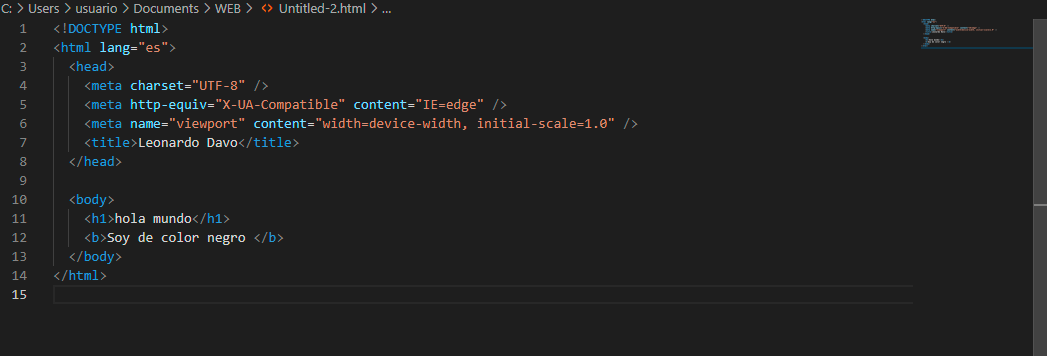 C: > Users > usuario > Documents > WEB > <> Untitled-2.html > ...
1 <!DOCTYPE html>
2 <html lang="es">
3 <head>
4 <meta charset="UTF-8" />
5 <meta http-equiv="X-UA-Compatible" content="IE=edge" />
6 <meta name="viewport" content="width=device-width, initial-scale=1.0" />
7 <title>Leonardo Davo</title>
8 </head>
9
10 <body>
11 <h1>hola mundo</h1>
12 <b>Soy de color negro </b>
13 </body>
14 </html>
15